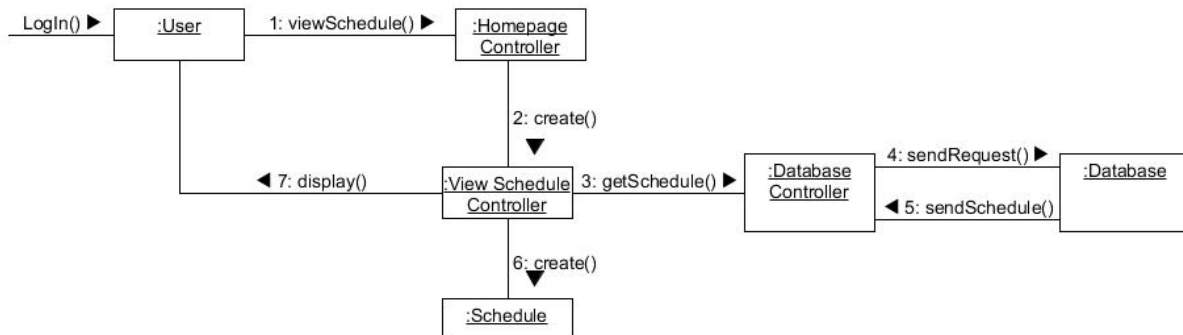 LogIn()
:User
1: viewSchedule()
:Homepage
Controller
2: create()
7: display()
:View Schedule
Controller
3: getSchedule()
:Database
Controller
4: sendRequest()
:Database
5: sendSchedule()
6: create()
:Schedule